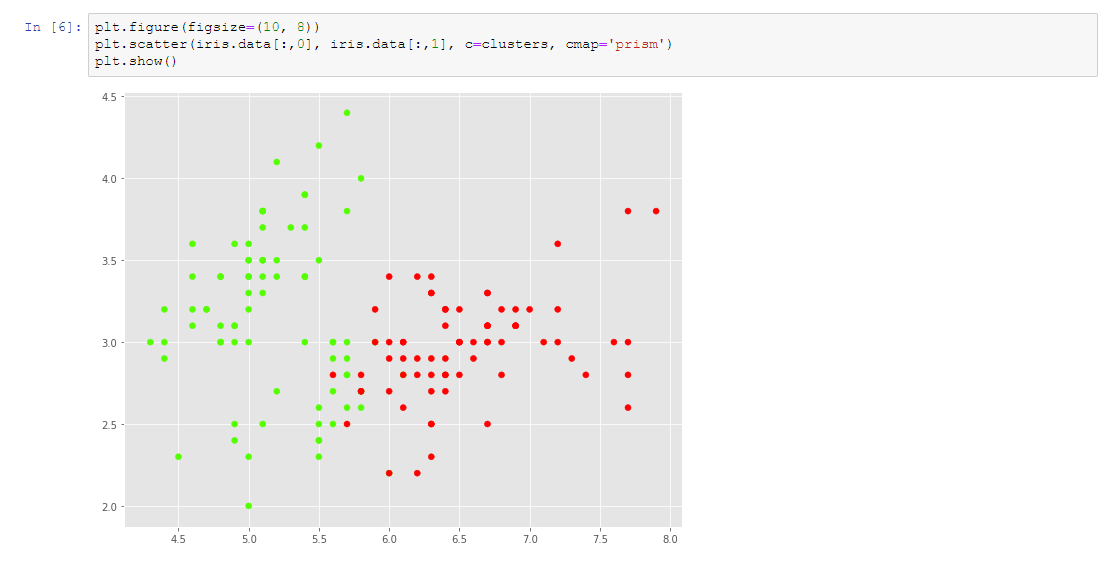 In [6]: plt.figure(figsize=(10, 8))
plt.scatter(iris.data[:,0], iris.data[:,1], c=clusters, cmap='prism')
plt.show()
4.5
4.0
3.5
3.0
2.5
2.0
4.5 5.0 5.5 6.0 6.5 7.0 7.5 8.0